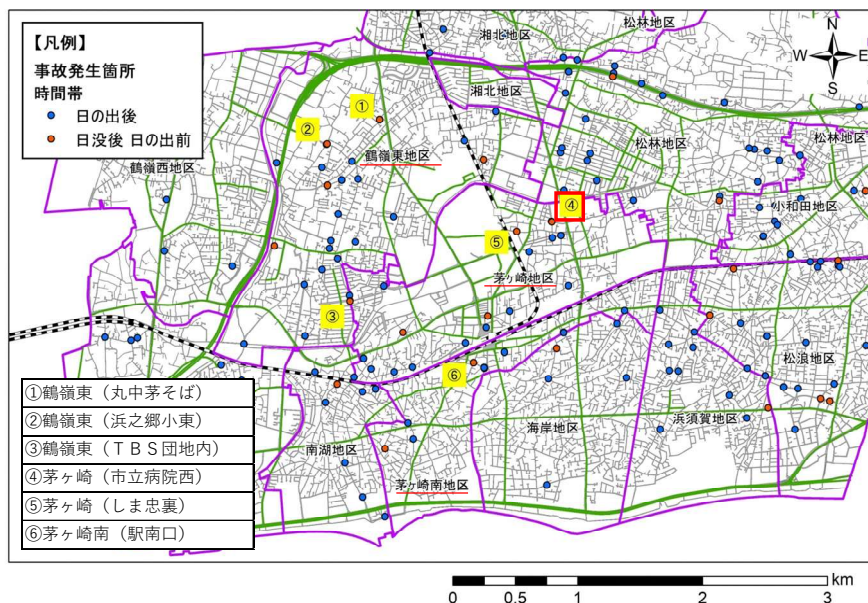 【凡例】
事故発生箇所
時間帯
日の出後
日没後 日の出前
湘北地区
松林地区
N
W E
S
湘北地区
①
②
鶴嶺東地区
松林地区
松林地区
鶴嶺西地区
④
小和田地区
⑤
茅ヶ崎地区
③
松浪地区
⑥
①鶴嶺東（丸中茅そば）
②鶴嶺東（浜之郷小東）
③鶴嶺東（ＴＢＳ団地内）
④茅ヶ崎（市立病院西）
⑤茅ヶ崎（しま忠裏）
⑥茅ヶ崎南（駅南口）
浜須賀地区
海岸地区
南湖地区
茅ヶ崎南地区
km
0 0.5 1 2 3